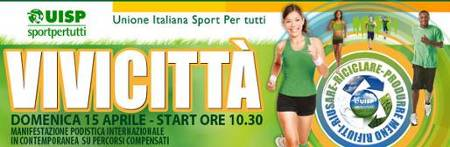 UISP
sportpertutti
Unione Italiana Sport Per tutti
VIVICITTÀ
DOMENICA 15 APRILE - START ORE 10.30
MANIFESTAZIONE PODISTICA INTERNAZIONALE
IN CONTEMPORANEA SU PERCORSI COMPENSATI
RIUSARE-RICICLARE-PRODURRE MENO RIFIUTI-
UISP